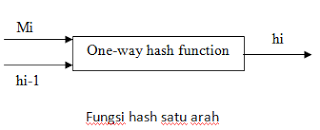 Mi
hi
One-way hash function
hi-1
Fungsi hash satu arah